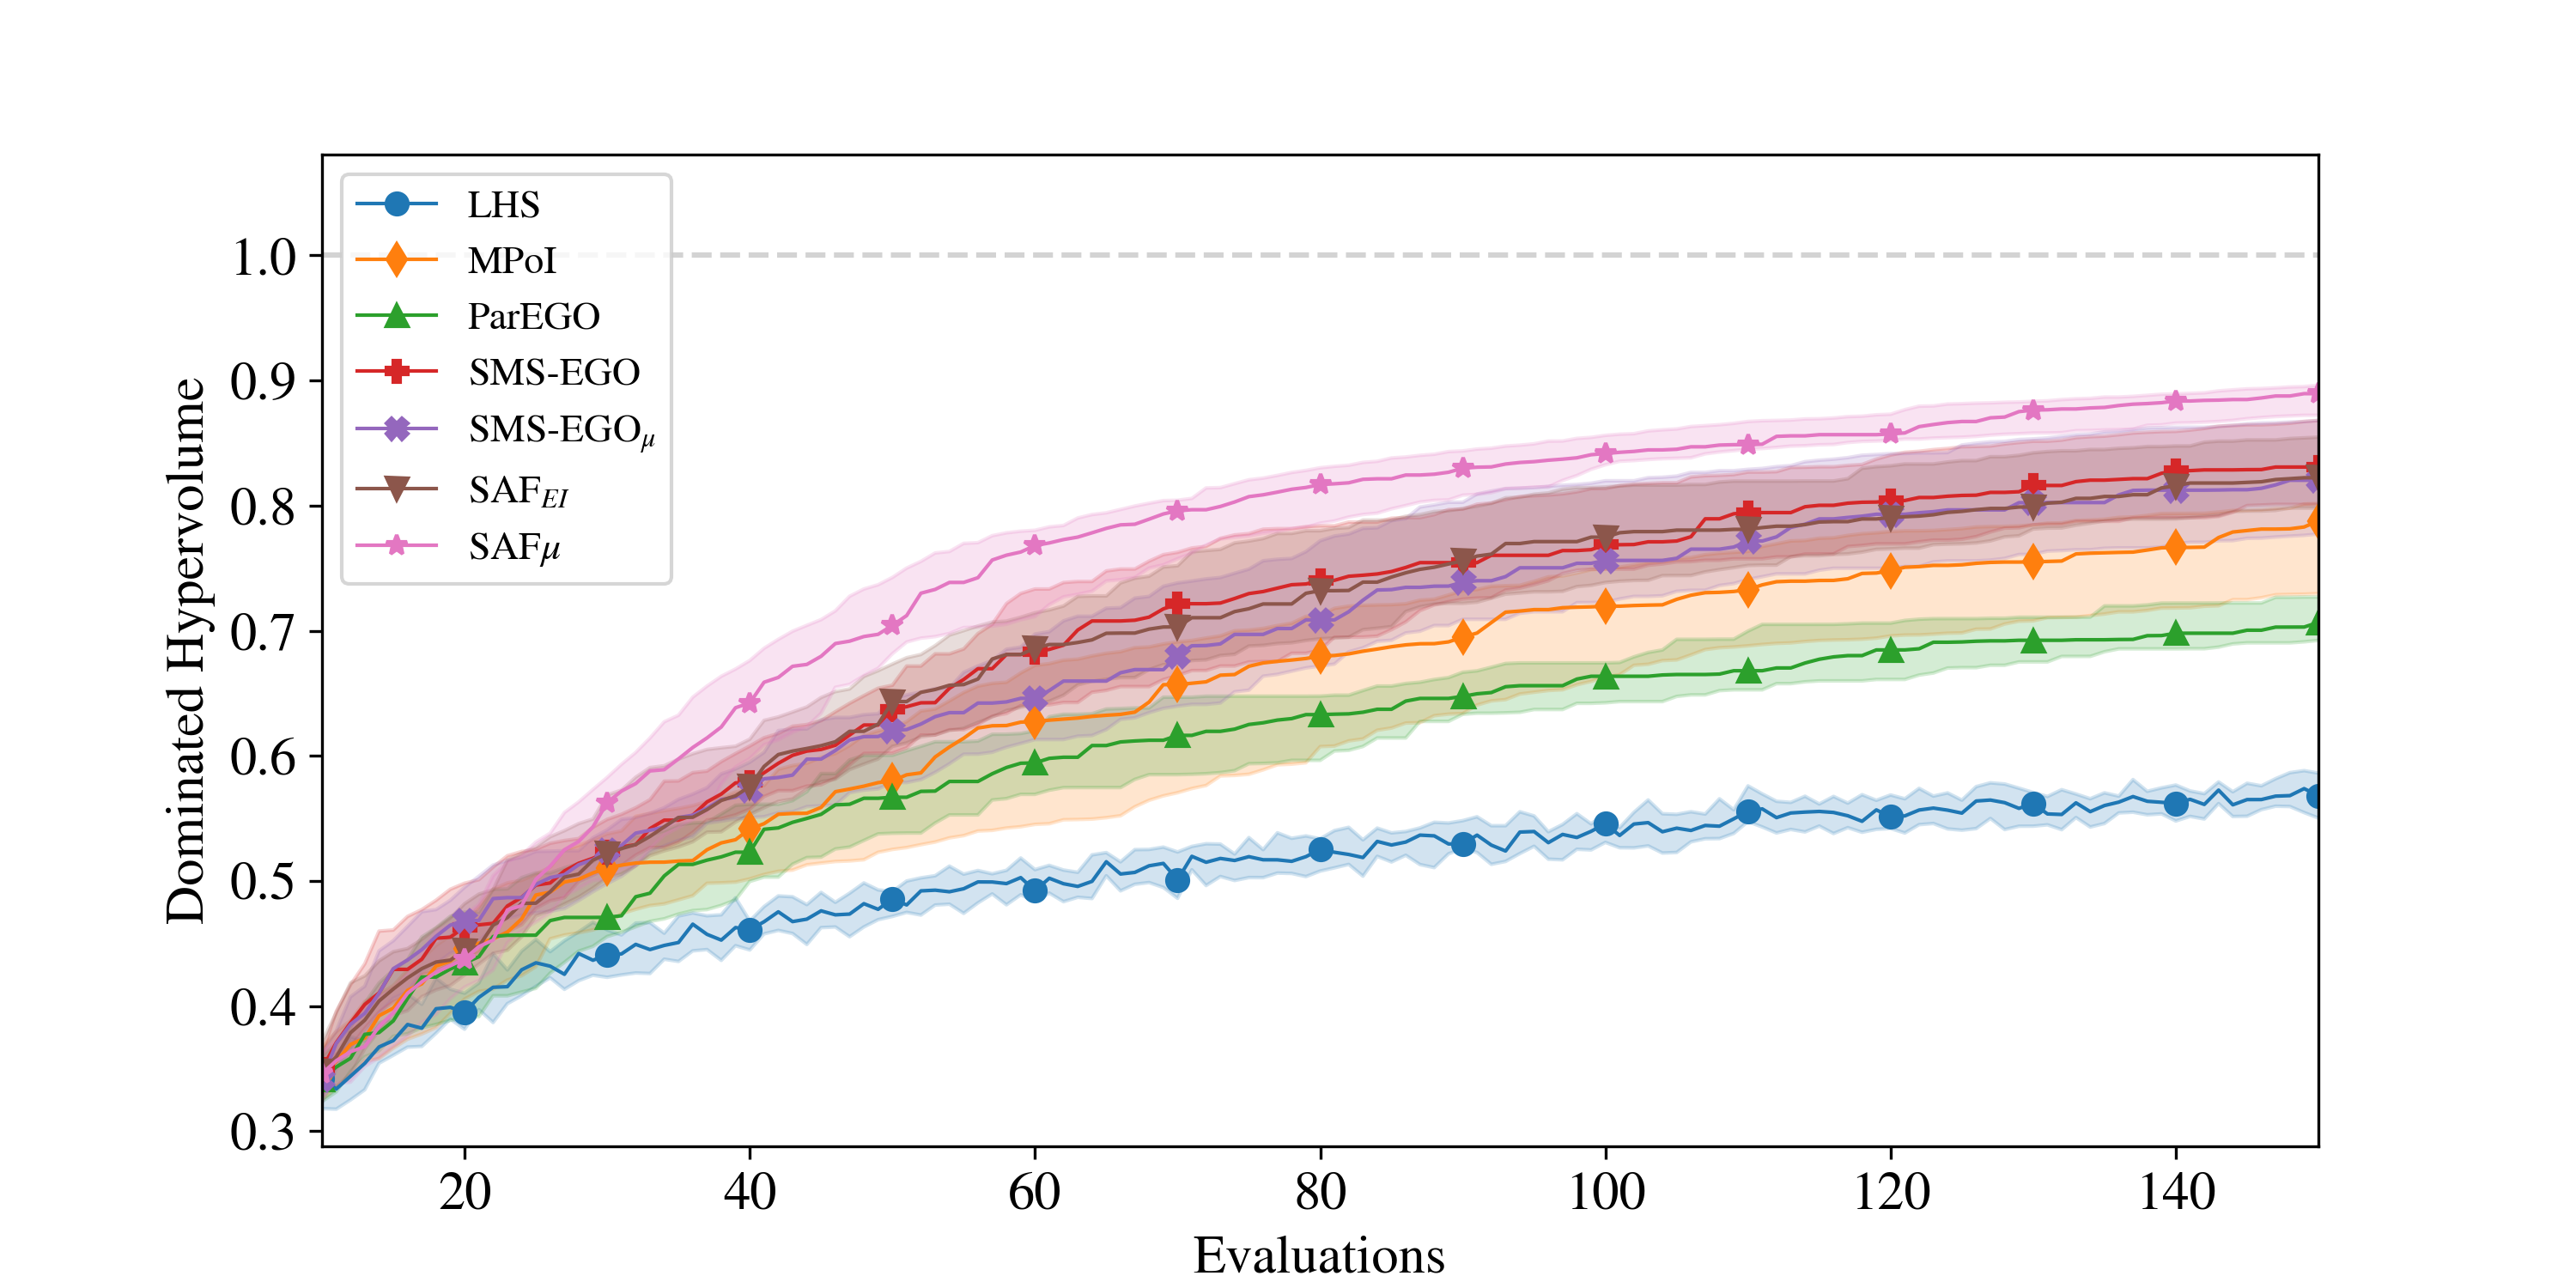 LHS
MPoI
ParEGO
SMS-EGO
SMS-EGOμ
SAF_EI
SAFμ
1.0
0.9
0.8
0.7
0.6
0.5
0.4
0.3
Dominated Hypervolume
20 40 60 80 100 120 140
Evaluations